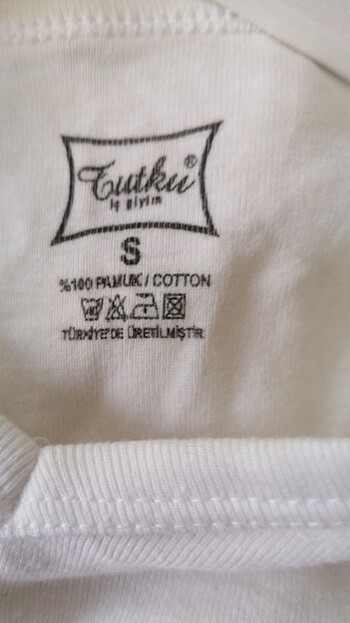 Tutku®
iç giyim
S
%100 PAMUK / COTTON
TÜRKİYE'DE ÜRETİLMİŞTİR